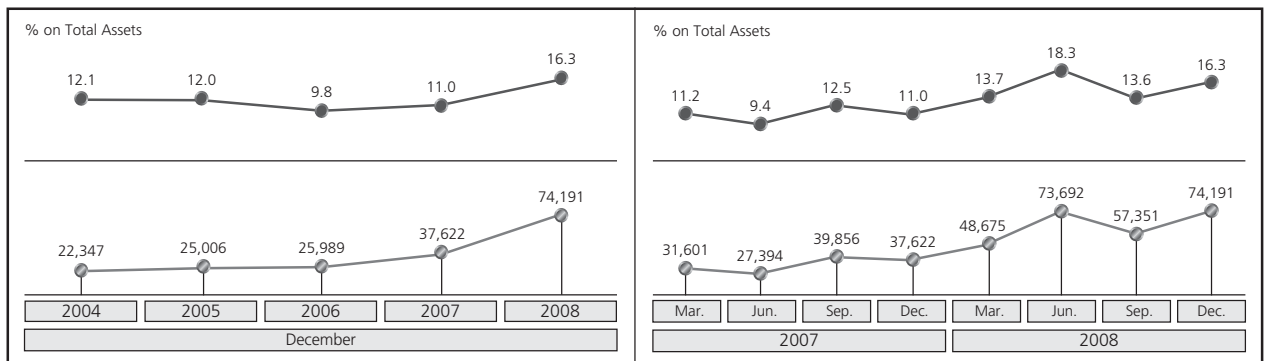 % on Total Assets
12.1 12.0 9.8 11.0 16.3
22,347 25,006 25,989 37,622 74,191
2004 2005 2006 2007 2008
December
% on Total Assets
11.2 9.4 12.5 11.0 13.7 18.3 13.6 16.3
31,601 27,394 39,856 37,622 48,675 73,692 57,351 74,191
Mar. Jun. Sep. Dec. Mar. Jun. Sep. Dec.
2007 2008